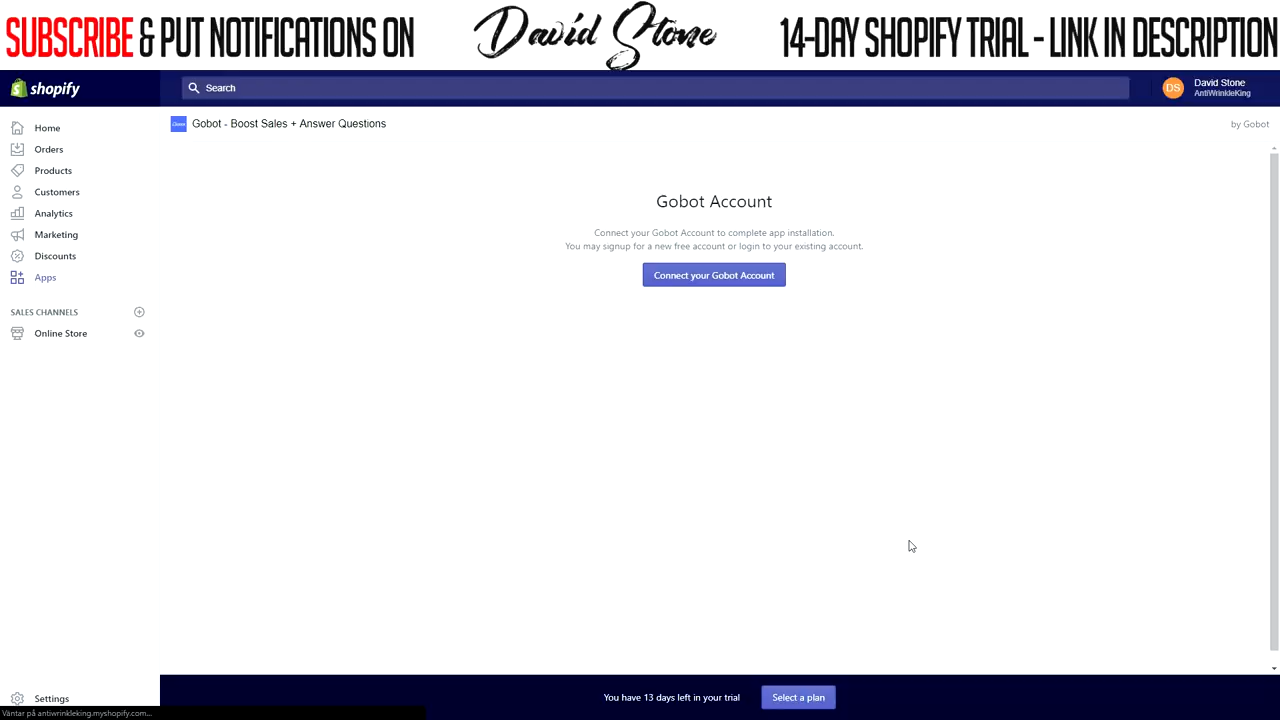 SUBSCRIBE & PUT NOTIFICATIONS ON
David Stone
14-DAY SHOPIFY TRIAL - LINK IN DESCRIPTION
shopify
Search
DS
David Stone
AntiWrinkleKing
Home
Orders
Products
Customers
Analytics
Marketing
Discounts
Apps
SALES CHANNELS
Online Store
Settings
Gobot - Boost Sales + Answer Questions
by Gobot
Gobot Account
Connect your Gobot Account to complete app installation.
You may signup for a new free account or login to your existing account.
Connect your Gobot Account
You have 13 days left in your trial
Select a plan
Väntar på antiwrinkleking.myshopify.com...